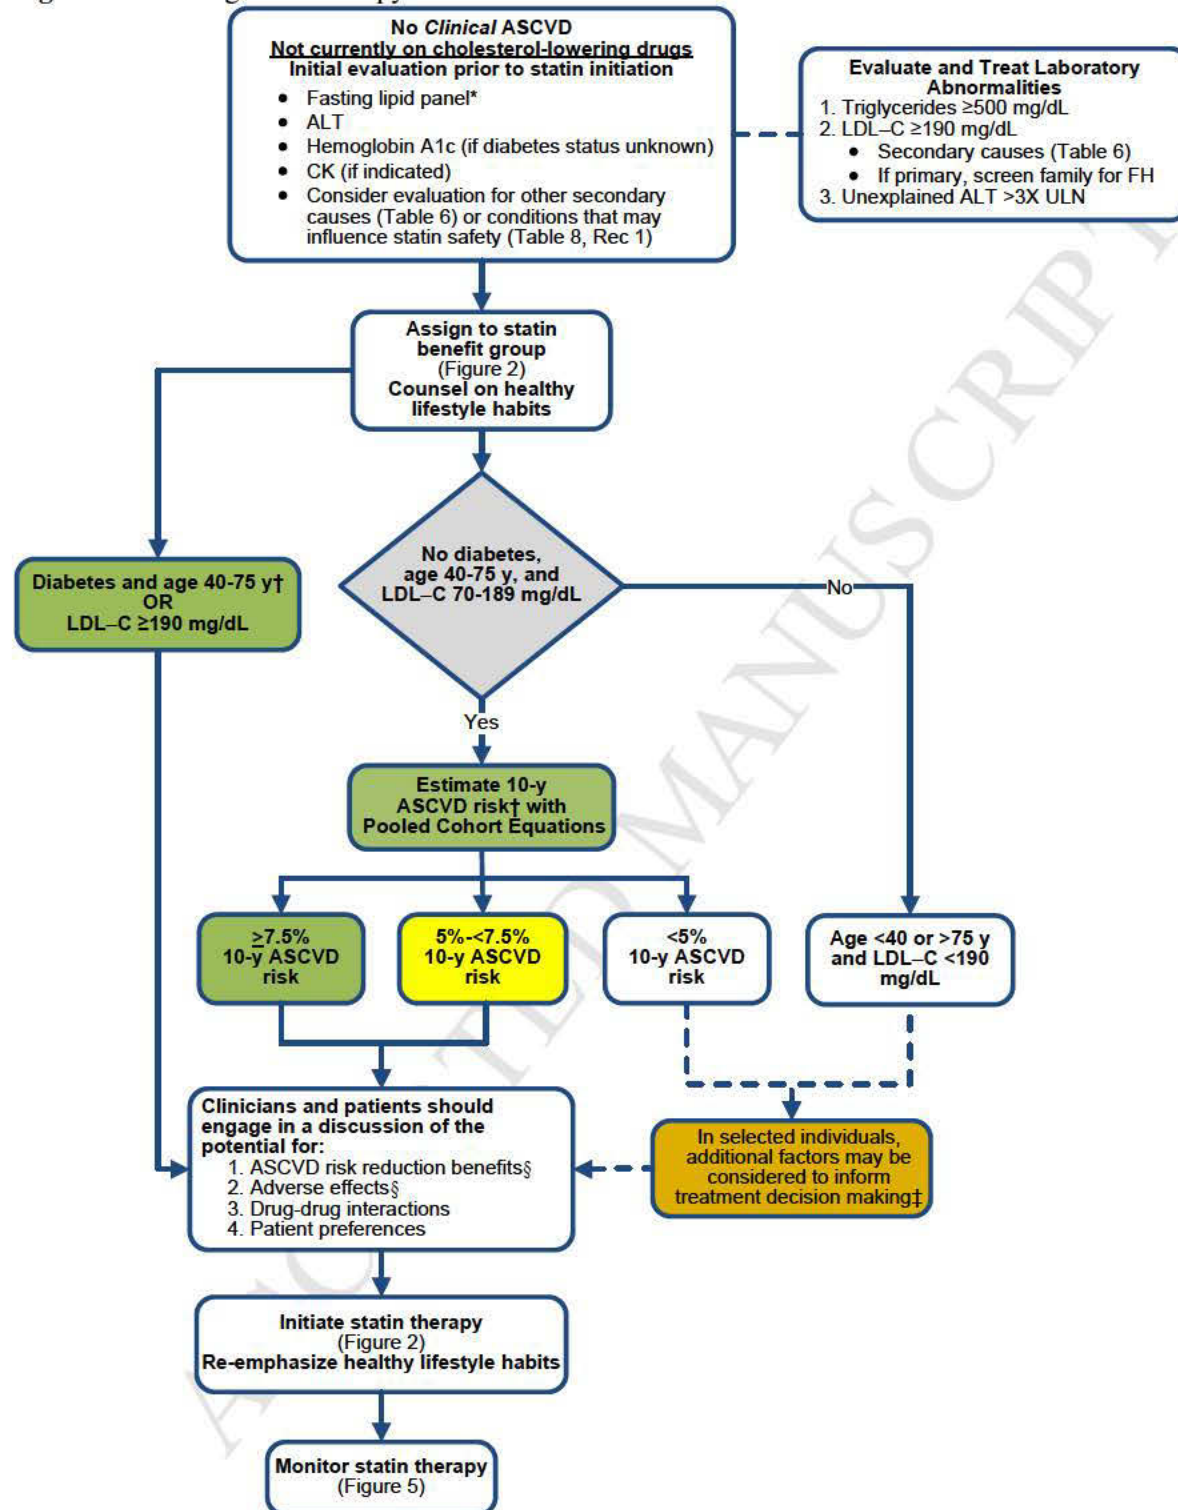 No Clinical ASCVD
Not currently on cholesterol-lowering drugs
Initial evaluation prior to statin initiation
• Fasting lipid panel*
• ALT
• Hemoglobin A1c (if diabetes status unknown)
• CK (if indicated)
• Consider evaluation for other secondary
causes (Table 6) or conditions that may
influence statin safety (Table 8, Rec 1)
Evaluate and Treat Laboratory
Abnormalities
1. Triglycerides ≥500 mg/dL
2. LDL–C ≥190 mg/dL
• Secondary causes (Table 6)
• If primary, screen family for FH
3. Unexplained ALT >3X ULN
Assign to statin
benefit group
(Figure 2)
Counsel on healthy
lifestyle habits
Diabetes and age 40-75 y†
OR
LDL–C ≥190 mg/dL
No diabetes,
age 40-75 y, and
LDL–C 70-189 mg/dL
No
Yes
Estimate 10-y
ASCVD risk† with
Pooled Cohort Equations
≥7.5%
10-y ASCVD
risk
5%-<7.5%
10-y ASCVD
risk
<5%
10-y ASCVD
risk
Age <40 or >75 y
and LDL–C <190
mg/dL
Clinicians and patients should
engage in a discussion of the
potential for:
1. ASCVD risk reduction benefits§
2. Adverse effects§
3. Drug-drug interactions
4. Patient preferences
In selected individuals,
additional factors may be
considered to inform
treatment decision making‡
Initiate statin therapy
(Figure 2)
Re-emphasize healthy lifestyle habits
Monitor statin therapy
(Figure 5)